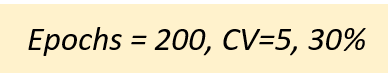 Epochs = 200, CV=5, 30%